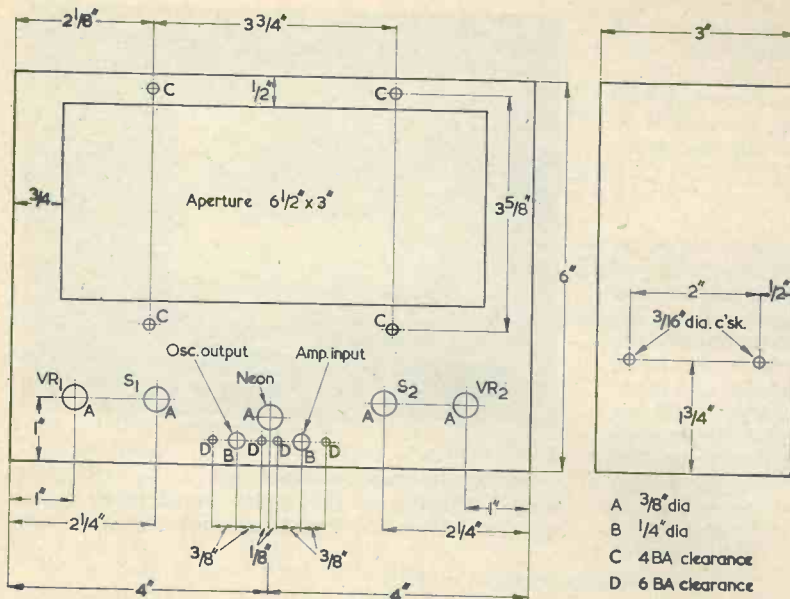 2 1/8" 3 3/4" 3"
C 1/2" C
3/4 Aperture 6 1/2" x 3" 3 5/8"
6"
C C
2" 1/2"
3/16" dia. c'sk.
Osc. output Amp. input
VR1 S1 Neon S2 VR2
A A A A A
1" 1 3/4"
D B D D B D
1" 1"
2 1/4" 2 1/4"
3/8" 1/8" 3/8"
4" 4"
A 3/8" dia
B 1/4" dia
C 4 BA clearance
D 6 BA clearance